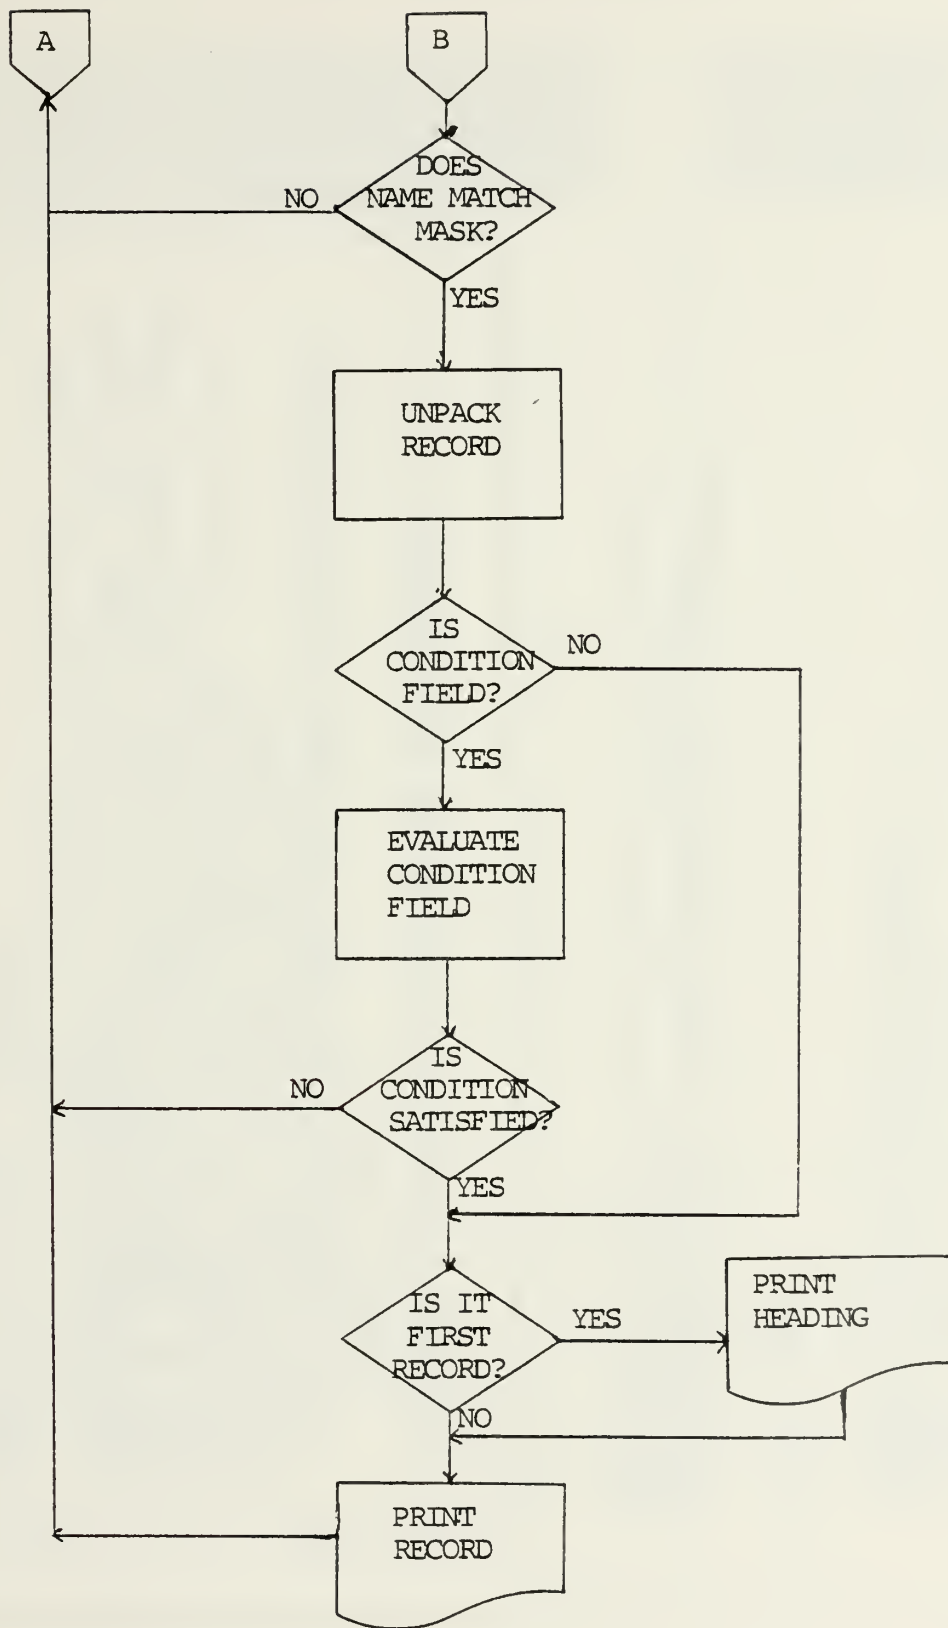 A
B
DOES
NAME MATCH
MASK?
NO
YES
UNPACK
RECORD
IS
CONDITION
FIELD?
NO
YES
EVALUATE
CONDITION
FIELD
IS
CONDITION
SATISFIED?
NO
YES
IS IT
FIRST
RECORD?
YES
PRINT
HEADING
NO
PRINT
RECORD